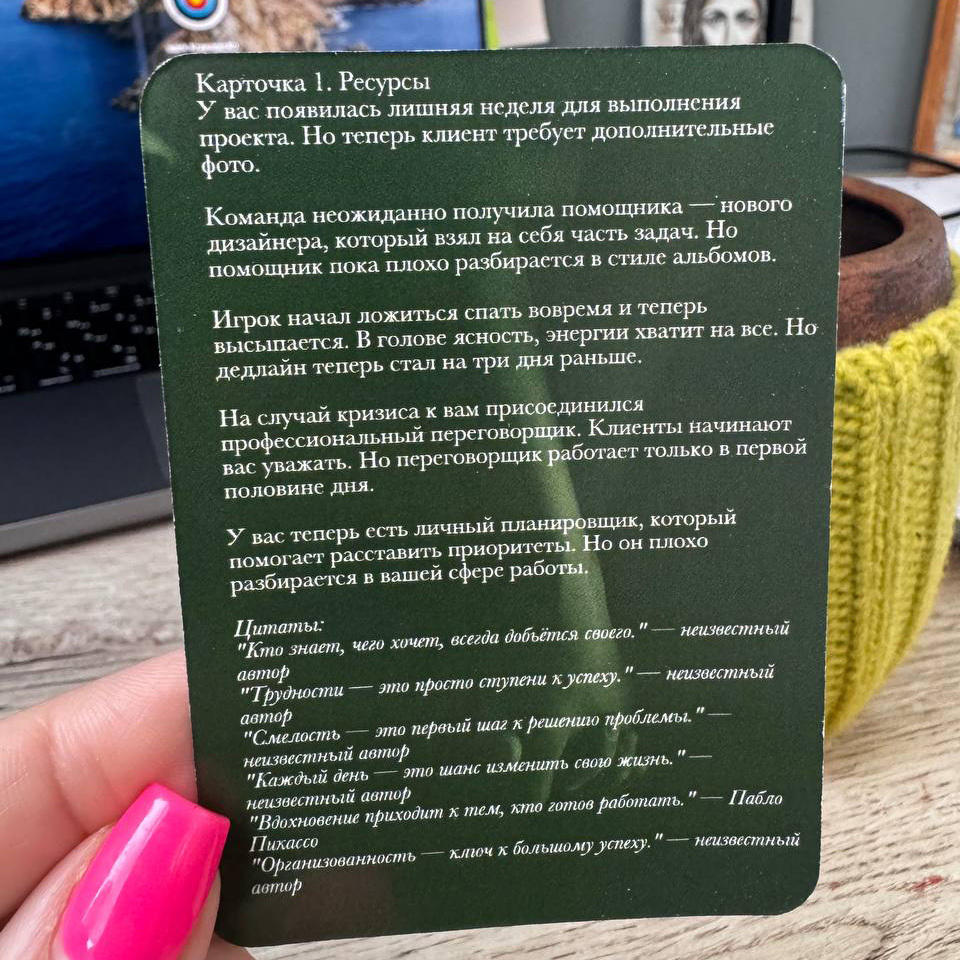 Карточка 1. Ресурсы
У вас появилась лишняя неделя для выполнения
проекта. Но теперь клиент требует дополнительные
фото.
Команда неожиданно получила помощника — нового
дизайнера, который взял на себя часть задач. Но
помощник пока плохо разбирается в стиле альбомов.
Игрок начал ложиться спать вовремя и теперь
высыпается. В голове ясность, энергии хватит на все. Но
дедлайн теперь стал на три дня раньше.
На случай кризиса к вам присоединился
профессиональный переговорщик. Клиенты начинают
вас уважать. Но переговорщик работает только в первой
половине дня.
У вас теперь есть личный планировщик, который
помогает расставить приоритеты. Но он плохо
разбирается в вашей сфере работы.
Цитаты:
"Кто знает, чего хочет, всегда добьётся своего." — неизвестный
автор
"Трудности — это просто ступени к успеху." — неизвестный
автор
"Смелость — это первый шаг к решению проблемы." —
неизвестный автор
"Каждый день — это шанс изменить свою жизнь." —
неизвестный автор
"Вдохновение приходит к тем, кто готов работать." — Пабло
Пикассо
"Организованность — ключ к большому успеху." — неизвестный
автор